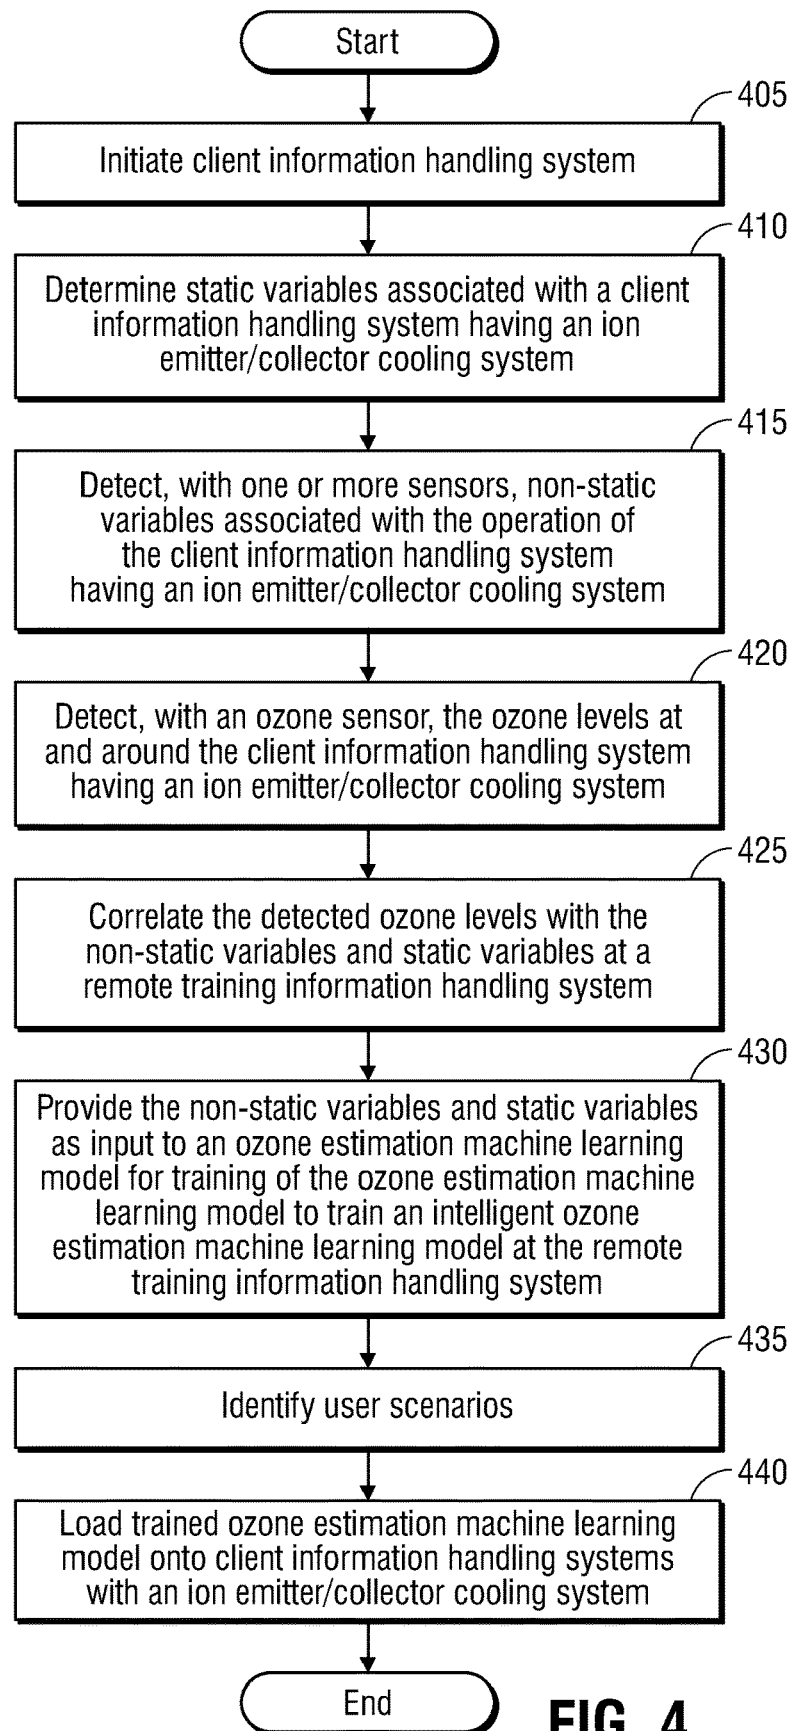 Start
405
Initiate client information handling system
410
Determine static variables associated with a client
information handling system having an ion
emitter/collector cooling system
415
Detect, with one or more sensors, non-static
variables associated with the operation of
the client information handling system
having an ion emitter/collector cooling system
420
Detect, with an ozone sensor, the ozone levels at
and around the client information handling system
having an ion emitter/collector cooling system
425
Correlate the detected ozone levels with the
non-static variables and static variables at a
remote training information handling system
430
Provide the non-static variables and static variables
as input to an ozone estimation machine learning
model for training of the ozone estimation machine
learning model to train an intelligent ozone
estimation machine learning model at the remote
training information handling system
435
Identify user scenarios
440
Load trained ozone estimation machine learning
model onto client information handling systems
with an ion emitter/collector cooling system
End
FIG. 4